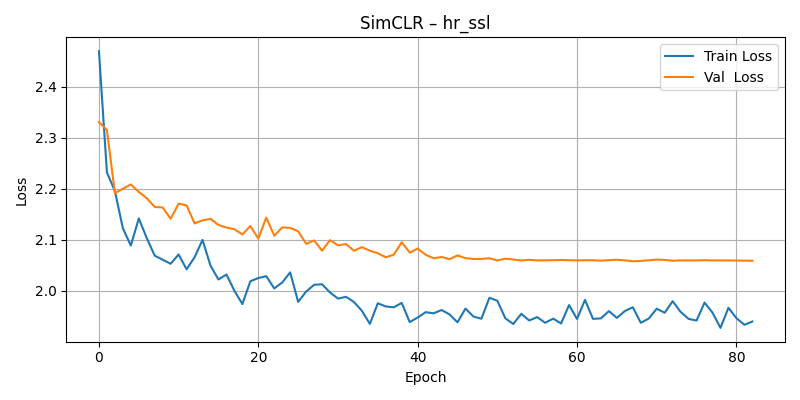 SimCLR – hr_ssl
Train Loss
Val  Loss
Loss
2.4
2.3
2.2
2.1
2.0
0
20
40
60
80
Epoch